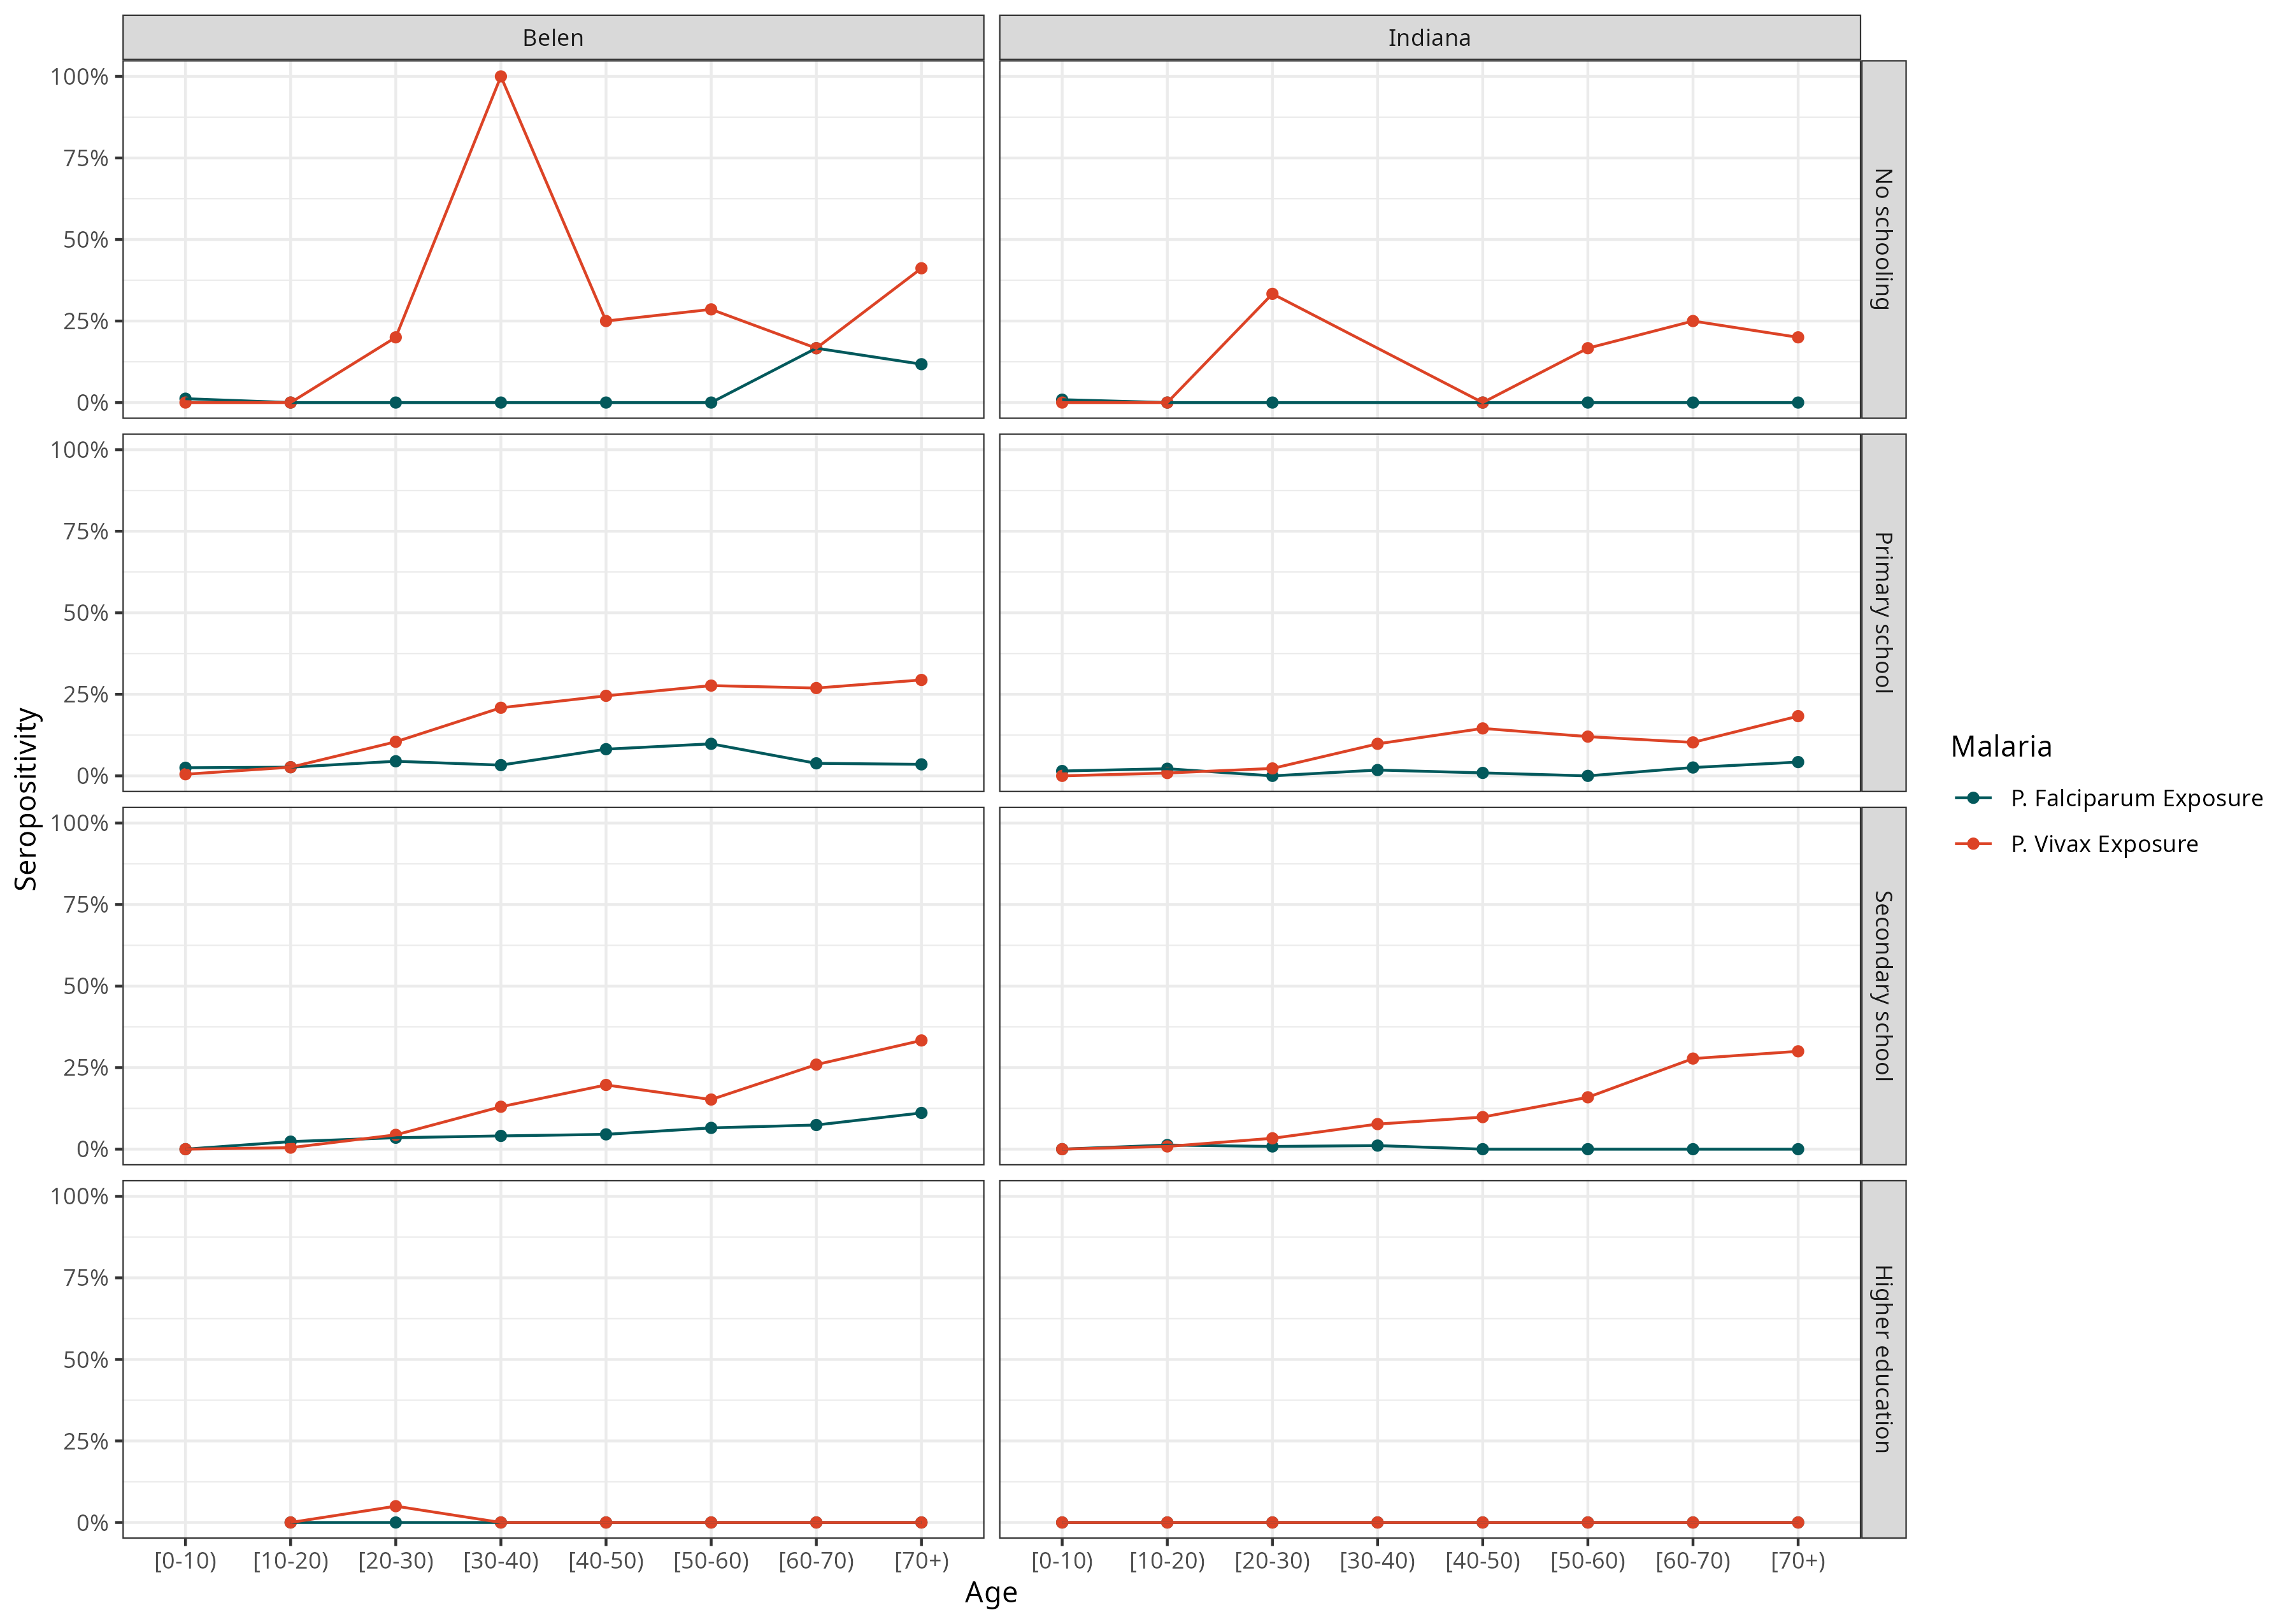 Belen
Indiana
100%
75%
50%
25%
0%
No schooling
100%
75%
50%
25%
0%
Primary school
100%
75%
50%
25%
0%
Secondary school
100%
75%
50%
25%
0%
Higher education
Seropositivity
[0-10) [10-20) [20-30) [30-40) [40-50) [50-60) [60-70) [70+)
[0-10) [10-20) [20-30) [30-40) [40-50) [50-60) [60-70) [70+)
Age
Malaria
P. Falciparum Exposure
P. Vivax Exposure